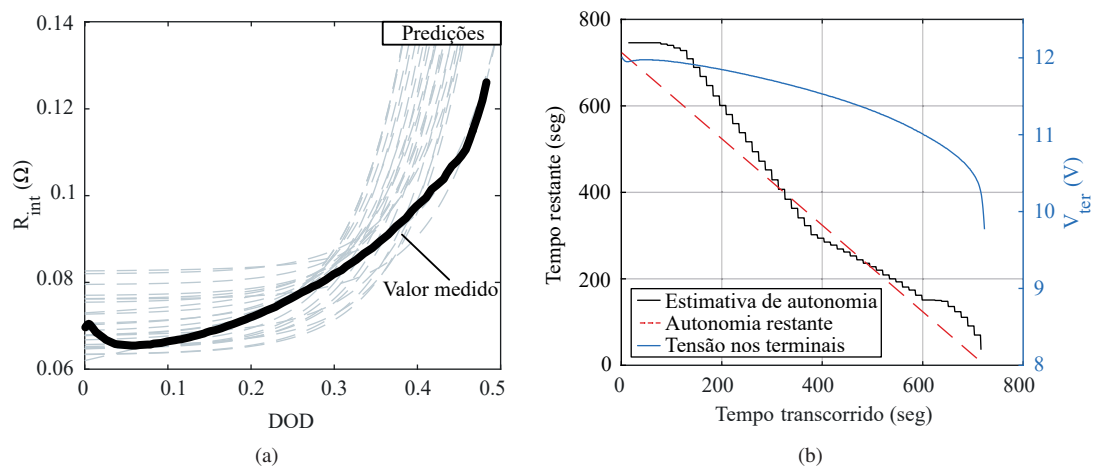 0.14
0.12
0.1
0.08
0.06
R_int (Ω)
0
0.1
0.2
0.3
0.4
0.5
DOD
Predições
Valor medido
(a)
800
600
400
200
0
Tempo restante (seg)
0
200
400
600
800
Tempo transcorrido (seg)
12
11
10
9
8
V_ter (V)
Estimativa de autonomia
Autonomia restante
Tensão nos terminais
(b)